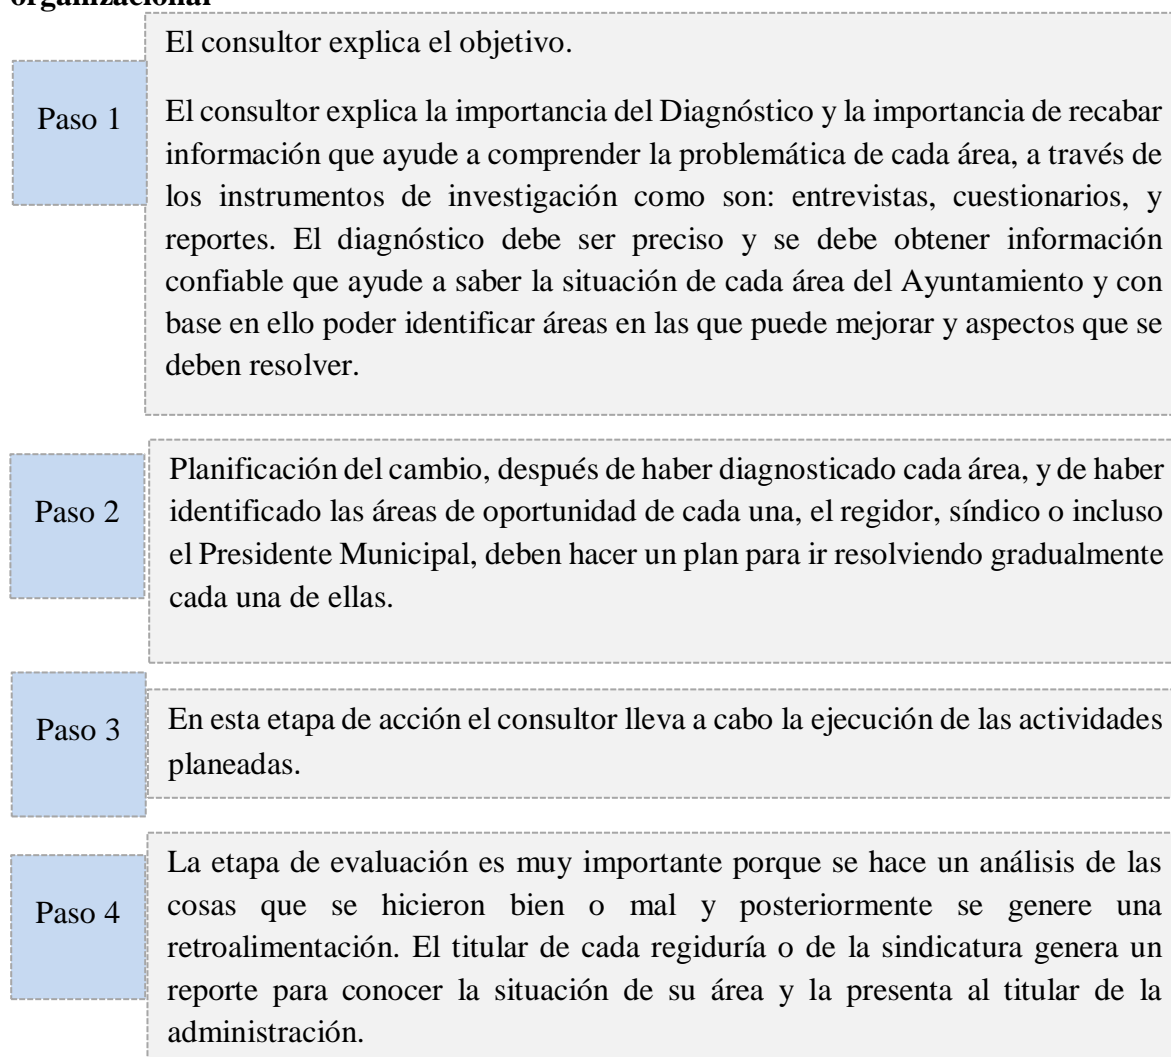 organizacional
El consultor explica el objetivo.
Paso 1
El consultor explica la importancia del Diagnóstico y la importancia de recabar
información que ayude a comprender la problemática de cada área, a través de
los instrumentos de investigación como son: entrevistas, cuestionarios, y
reportes. El diagnóstico debe ser preciso y se debe obtener información
confiable que ayude a saber la situación de cada área del Ayuntamiento y con
base en ello poder identificar áreas en las que puede mejorar y aspectos que se
deben resolver.
Paso 2
Planificación del cambio, después de haber diagnosticado cada área, y de haber
identificado las áreas de oportunidad de cada una, el regidor, síndico o incluso
el Presidente Municipal, deben hacer un plan para ir resolviendo gradualmente
cada una de ellas.
Paso 3
En esta etapa de acción el consultor lleva a cabo la ejecución de las actividades
planeadas.
Paso 4
La etapa de evaluación es muy importante porque se hace un análisis de las
cosas que se hicieron bien o mal y posteriormente se genere una
retroalimentación. El titular de cada regiduría o de la sindicatura genera un
reporte para conocer la situación de su área y la presenta al titular de la
administración.